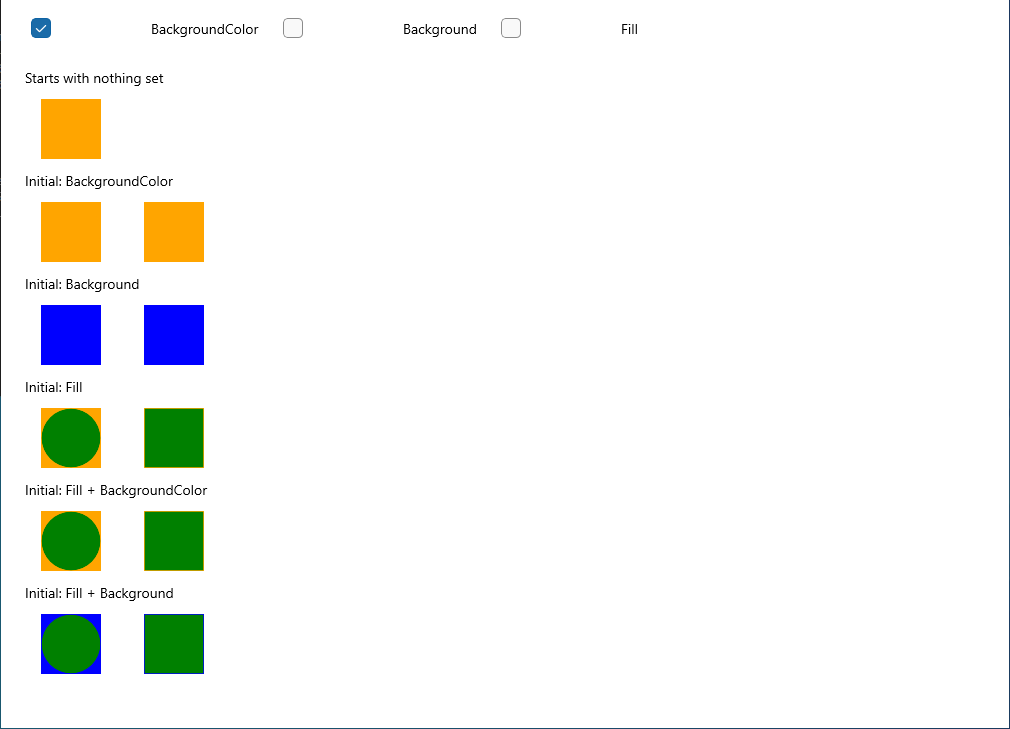 BackgroundColor Background Fill
Starts with nothing set
Initial: BackgroundColor
Initial: Background
Initial: Fill
Initial: Fill + BackgroundColor
Initial: Fill + Background